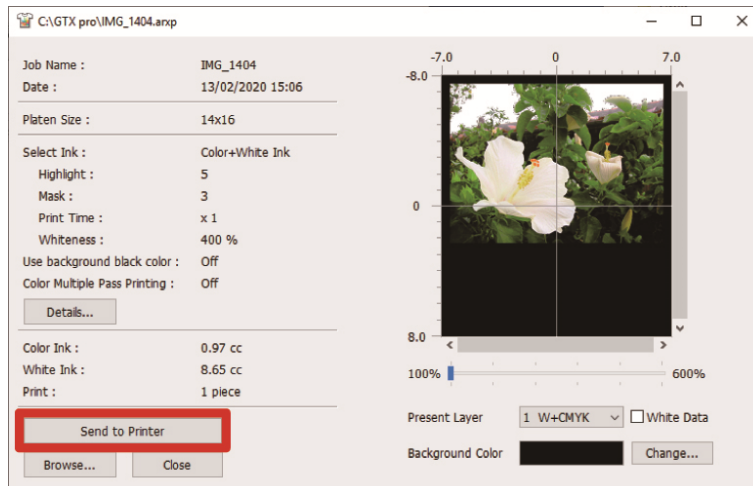 C:\GTX pro\IMG_1404.arxp
Job Name : IMG_1404
Date : 13/02/2020 15:06
Platen Size : 14x16
Select Ink : Color+White Ink
Highlight : 5
Mask : 3
Print Time : x 1
Whiteness : 400 %
Use background black color : Off
Color Multiple Pass Printing : Off
Details...
Color Ink : 0.97 cc
White Ink : 8.65 cc
Print : 1 piece
Send to Printer
Browse... Close
-7.0 0 7.0
-8.0
0
8.0
100% 600%
Present Layer 1 W+CMYK White Data
Background Color Change...